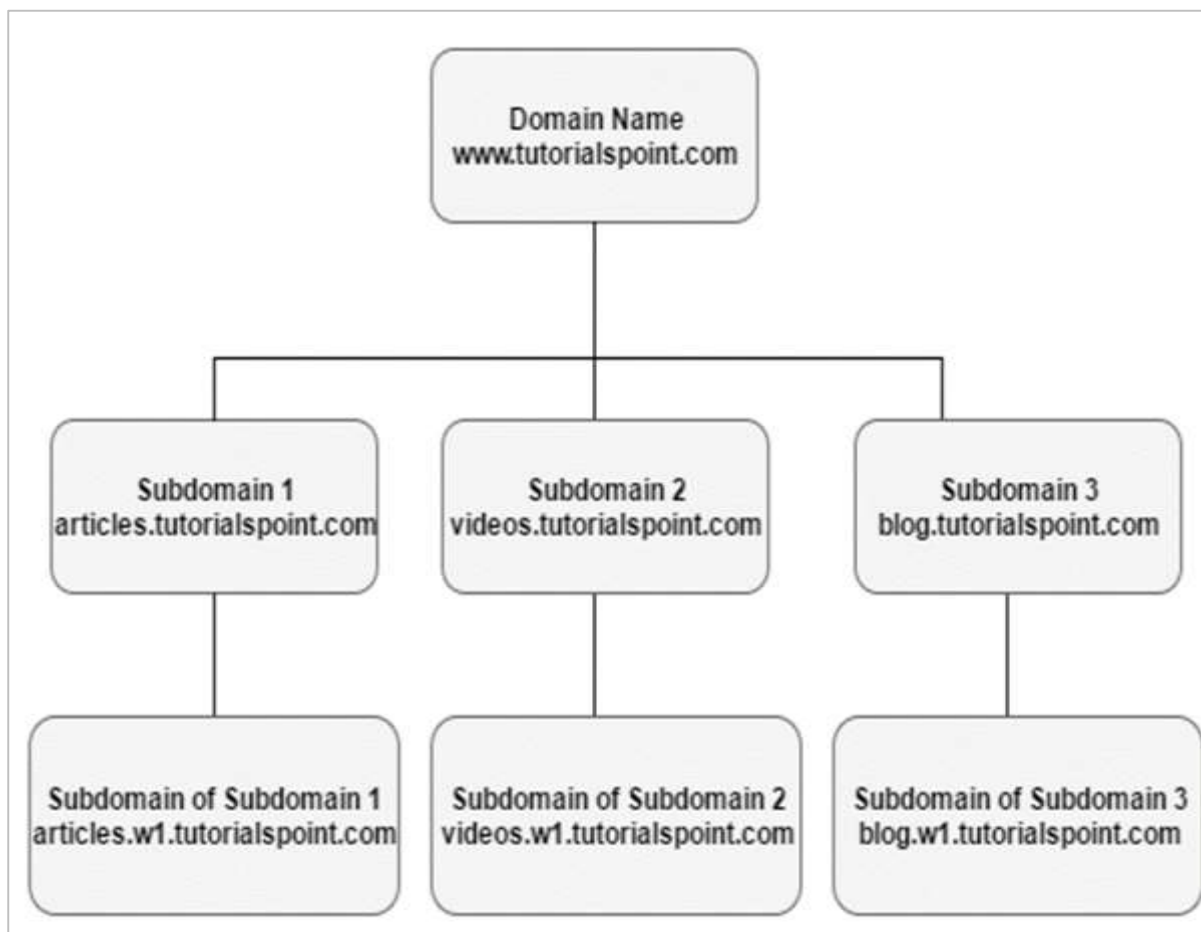 Domain Name
www.tutorialspoint.com
Subdomain 1
articles.tutorialspoint.com
Subdomain 2
videos.tutorialspoint.com
Subdomain 3
blog.tutorialspoint.com
Subdomain of Subdomain 1
articles.w1.tutorialspoint.com
Subdomain of Subdomain 2
videos.w1.tutorialspoint.com
Subdomain of Subdomain 3
blog.w1.tutorialspoint.com